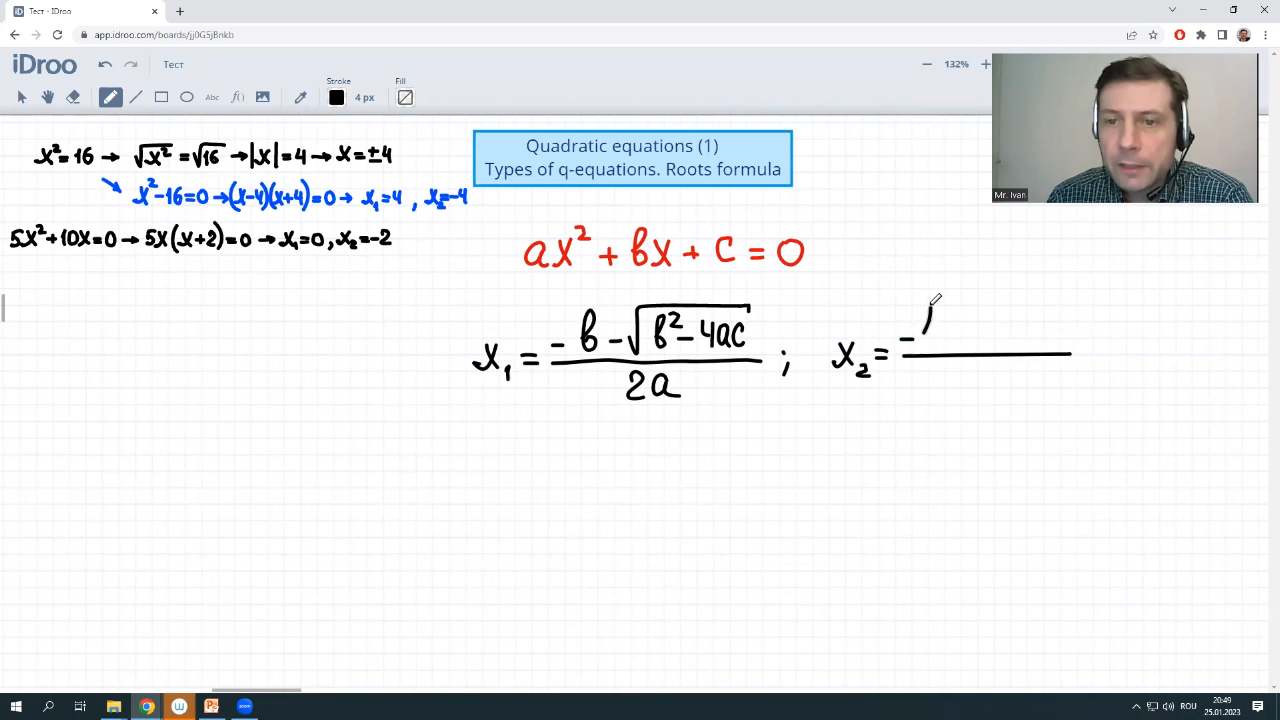 Тест - IDroo
app.idroo.com/boards/jj0G5jBnkb
iDroo
Тест
Stroke
Fill
4 px
Abc
f()
132%
Mr. Ivan
Quadratic equations (1)
Types of q-equations. Roots formula
x² = 16 → √x² = √16 → |x| = 4 → x = ±4
x² - 16 = 0 → (x-4)(x+4) = 0 → x₁ = 4 , x₂ = -4
5x² + 10x = 0 → 5x(x+2) = 0 → x₁ = 0, x₂ = -2
ax² + bx + c = 0
x₁ = (-b - √(b² - 4ac)) / 2a ; x₂ = -
W
zoom
ROU
20:49
25.01.2023